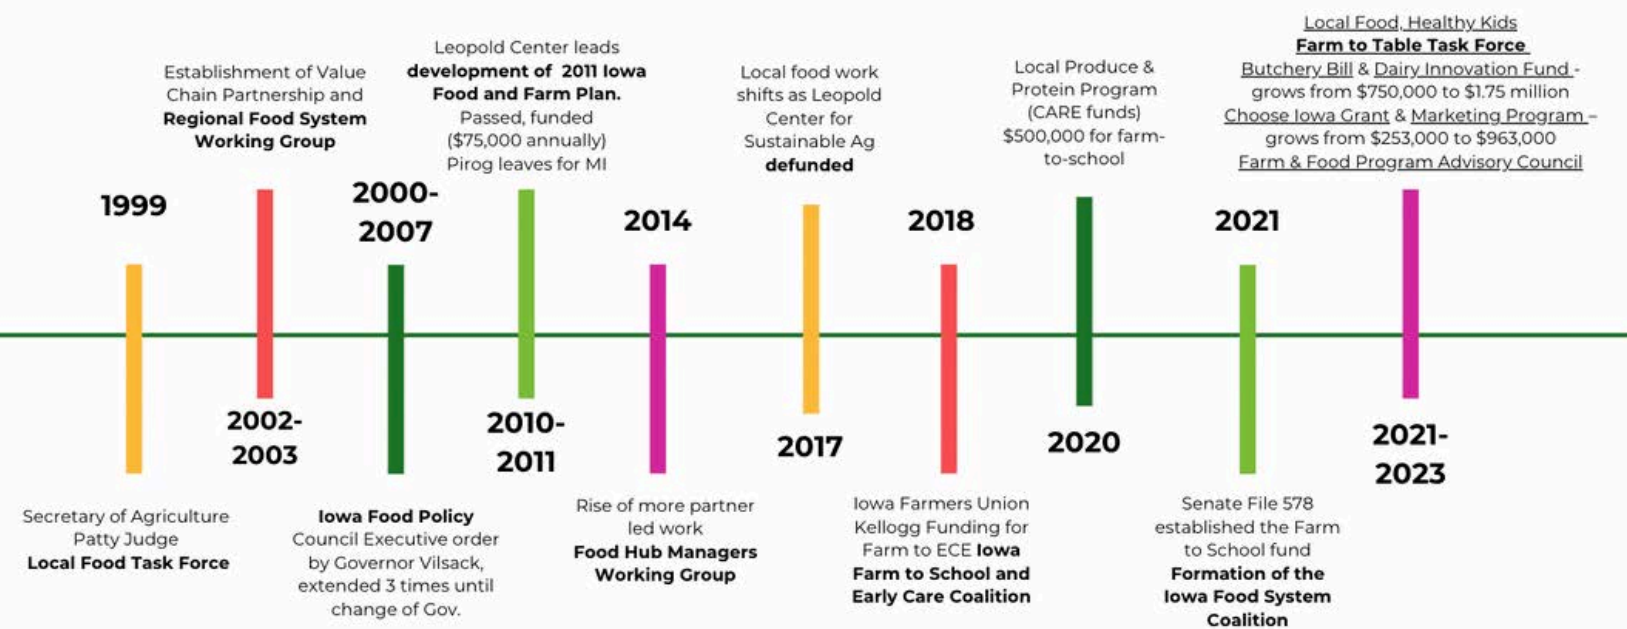 1999
Secretary of Agriculture
Patty Judge
Local Food Task Force
Establishment of Value
Chain Partnership and
Regional Food System
Working Group
2002-
2003
2000-
2007
Iowa Food Policy
Council Executive order
by Governor Vilsack,
extended 3 times until
change of Gov.
Leopold Center leads
development of 2011 Iowa
Food and Farm Plan.
Passed, funded
($75,000 annually)
Pirog leaves for MI
2010-
2011
2014
Rise of more partner
led work
Food Hub Managers
Working Group
Local food work
shifts as Leopold
Center for
Sustainable Ag
defunded
2017
2018
Iowa Farmers Union
Kellogg Funding for
Farm to ECE Iowa
Farm to School and
Early Care Coalition
Local Produce &
Protein Program
(CARE funds)
$500,000 for farm-
to-school
2020
2021
Senate File 578
established the Farm
to School fund
Formation of the
Iowa Food System
Coalition
Local Food, Healthy Kids
Farm to Table Task Force
Butchery Bill & Dairy Innovation Fund -
grows from $750,000 to $1.75 million
Choose Iowa Grant & Marketing Program –
grows from $253,000 to $963,000
Farm & Food Program Advisory Council
2021-
2023